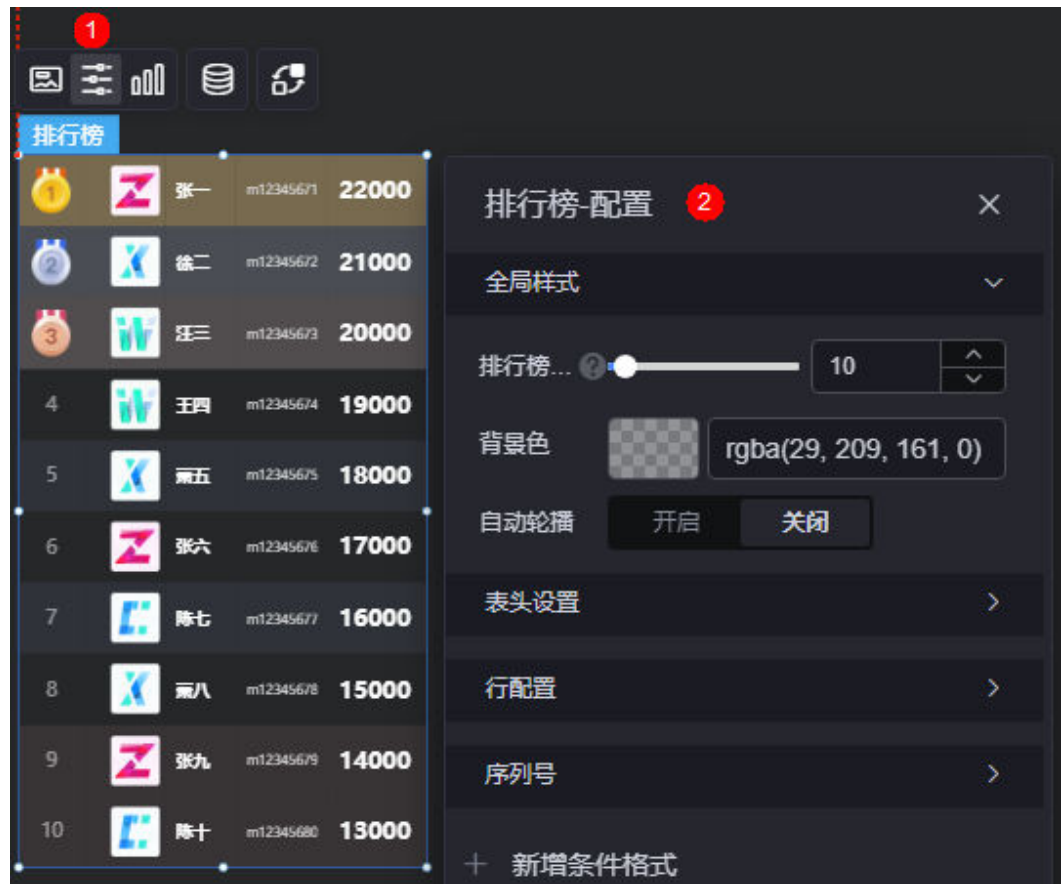 1
排行榜
1 张一 m12345671 22000
2 徐二 m12345672 21000
3 汪三 m12345673 20000
4 王四 m12345674 19000
5 萧五 m12345675 18000
6 张六 m12345676 17000
7 陈七 m12345677 16000
8 萧八 m12345678 15000
9 张九 m12345679 14000
10 陈十 m12345680 13000
排行榜-配置 2
全局样式
排行榜... 10
背景色 rgba(29, 209, 161, 0)
自动轮播 开启 关闭
表头设置
行配置
序列号
新增条件格式